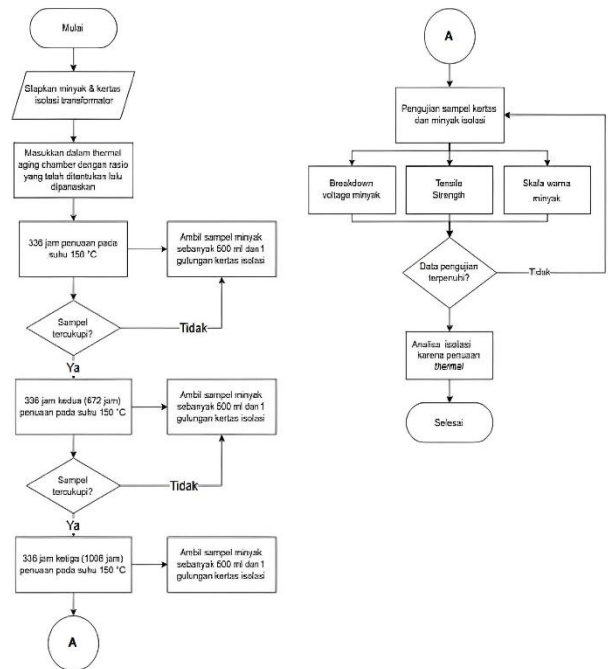 Mulai
Siapkan minyak & kertas
isolasi transformator
Masukkan dalam thermal
aging chamber dengan rasio
yang telah ditentukan lalu
dipanaskan
336 jam penuaan pada
suhu 150 °C
Ambil sampel minyak
sebanyak 500 ml dan 1
gulungan kertas isolasi
Sampel
tercukupi?
Tidak
Ya
336 jam kedua (672 jam)
penuaan pada suhu 150 °C
Ambil sampel minyak
sebanyak 500 ml dan 1
gulungan kertas isolasi
Sampel
tercukupi?
Tidak
Ya
336 jam ketiga (1008 jam)
penuaan pada suhu 150 °C
Ambil sampel minyak
sebanyak 500 ml dan 1
gulungan kertas isolasi
A
A
Pengujian sampel kertas
dan minyak isolasi
Breakdown
voltage minyak
Tensile
Strength
Skala warna
minyak
Data pengujian
terpenuhi?
Tidak
Analisa isolasi
karena penuaan
thermal
Selesai